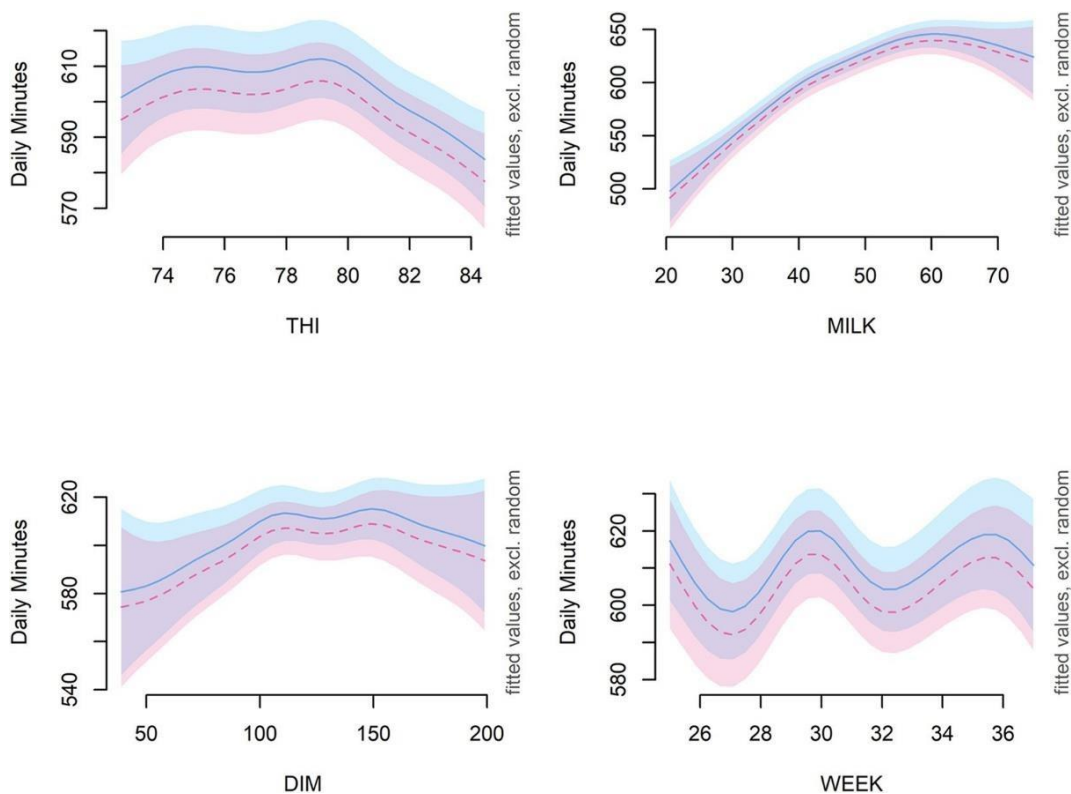 Daily Minutes
610
590
570
74 76 78 80 82 84
THI
fitted values, excl. random
Daily Minutes
650
600
550
500
20 30 40 50 60 70
MILK
fitted values, excl. random
Daily Minutes
620
580
540
50 100 150 200
DIM
fitted values, excl. random
Daily Minutes
620
600
580
26 28 30 32 34 36
WEEK
fitted values, excl. random